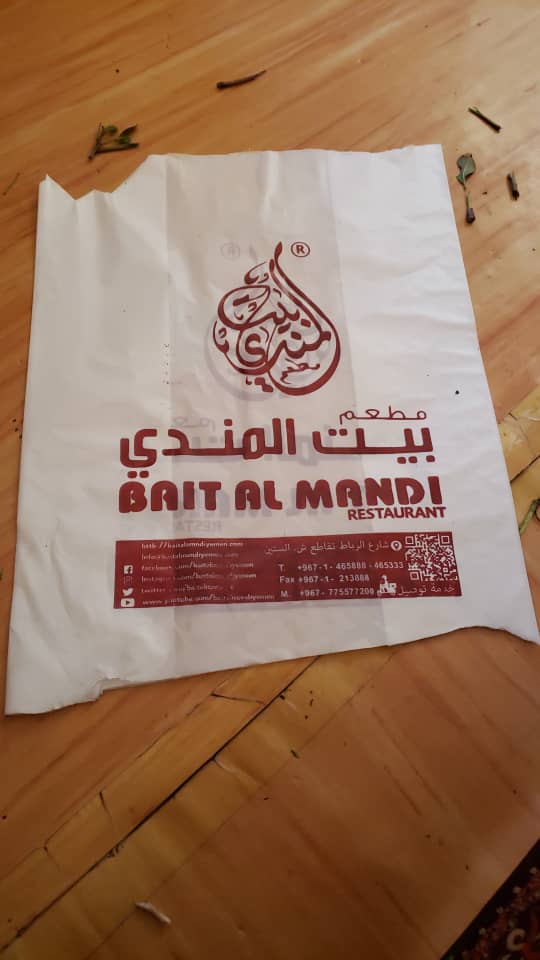 ®
بيت المندي
مطعم
مطعم
بيت المندي
BAIT AL MANDI
RESTAURANT
شارع الرباط تقاطع ش. الستين
T. +967-1- 465888 - 465333
Fax +967-1- 213888
M. +967- 775577200
خدمة توصيل